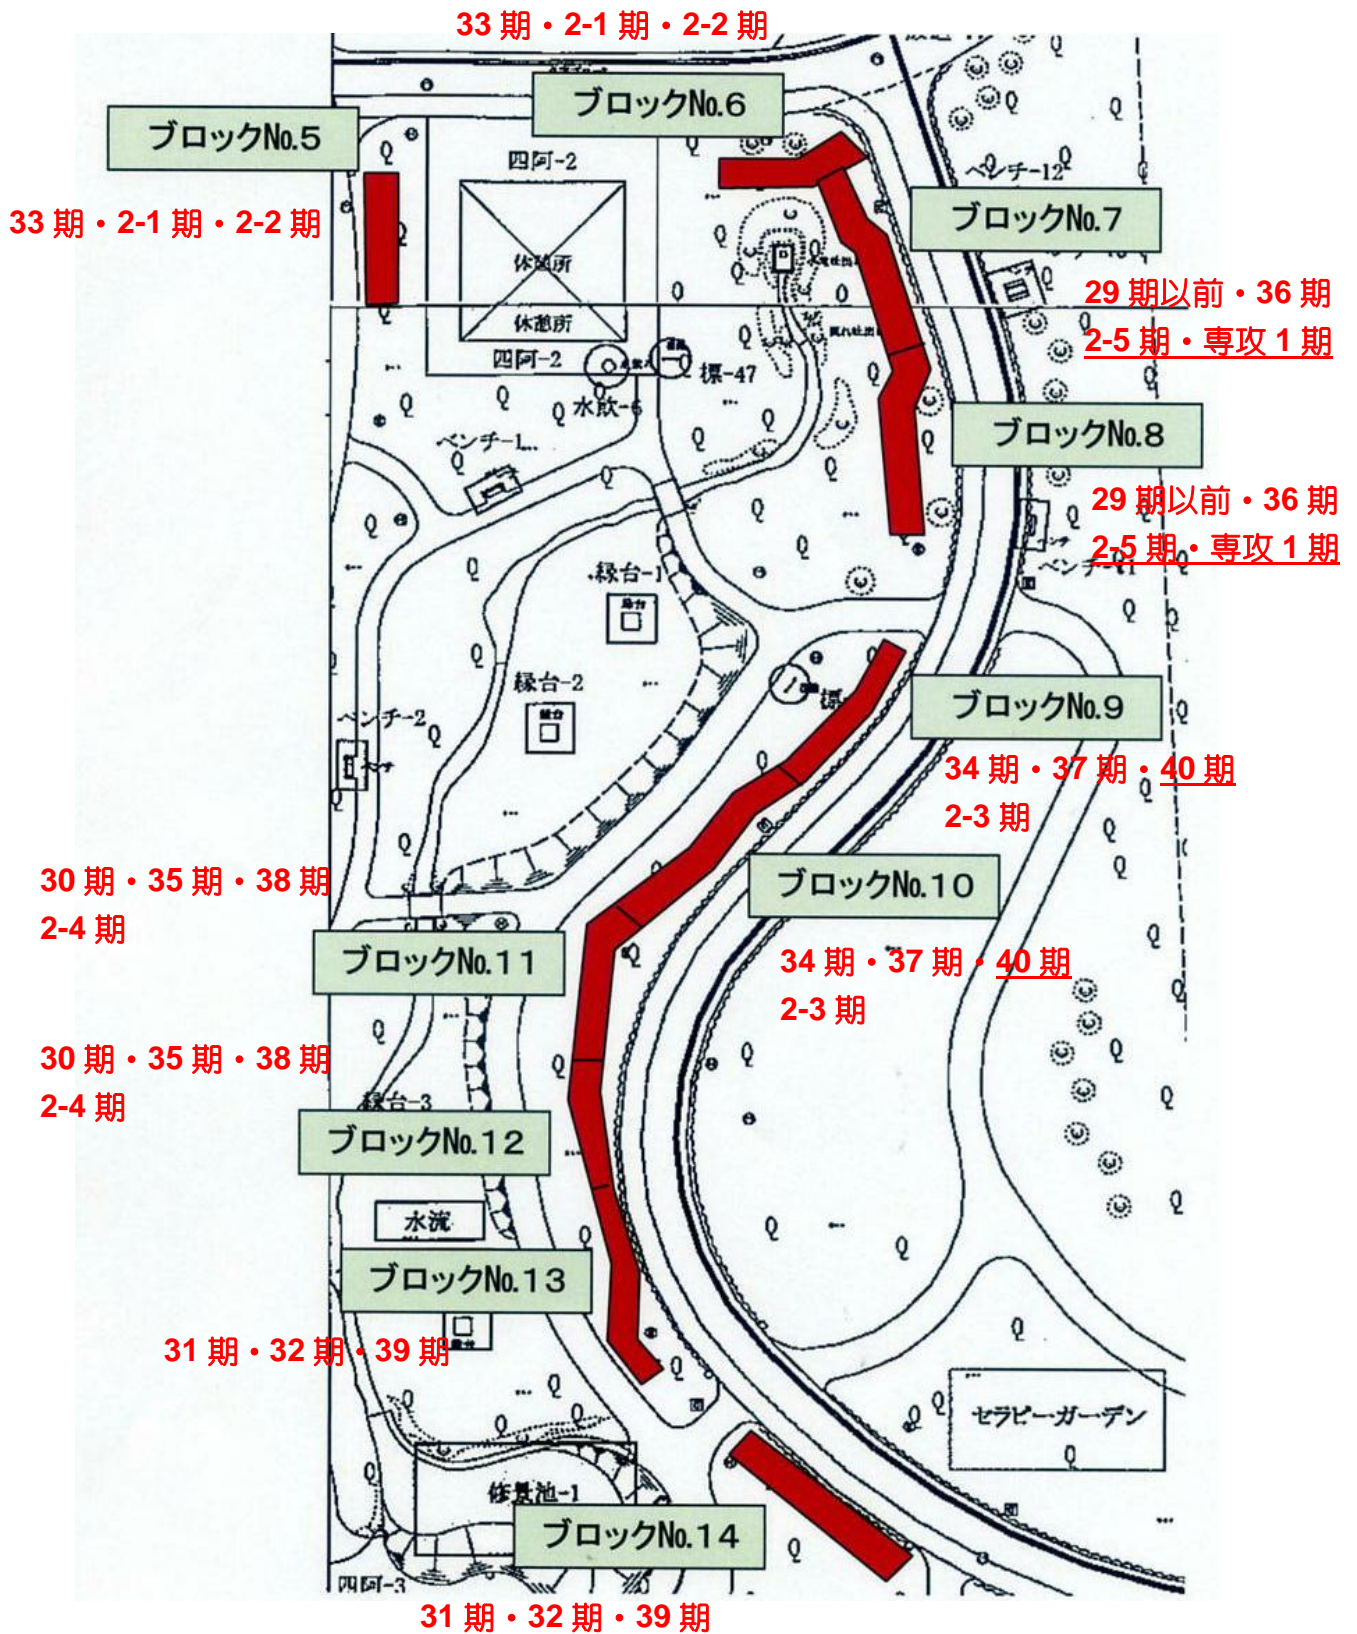 33 期・2-1 期・2-2 期
ブロック№.6
ブロック№.5
四阿-2
ベンチ-12
33 期・2-1 期・2-2 期
ブロック№.7
休憩所
29 期以前・36 期
2-5 期・専攻 1 期
休憩所
四阿-2
標-47
水飲-6
ブロック№.8
ベンチ-1
29 期以前・36 期
2-5 期・専攻 1 期
縁台-1
縁台-2
ブロック№.9
ベンチ-2
34 期・37 期・40 期
2-3 期
30 期・35 期・38 期
2-4 期
ブロック№.10
ブロック№.11
34 期・37 期・40 期
2-3 期
30 期・35 期・38 期
2-4 期
縁台-3
ブロック№.12
水流
ブロック№.13
31 期・32 期・39 期
セラピーガーデン
修景池-1
ブロック№.14
四阿-3
31 期・32 期・39 期